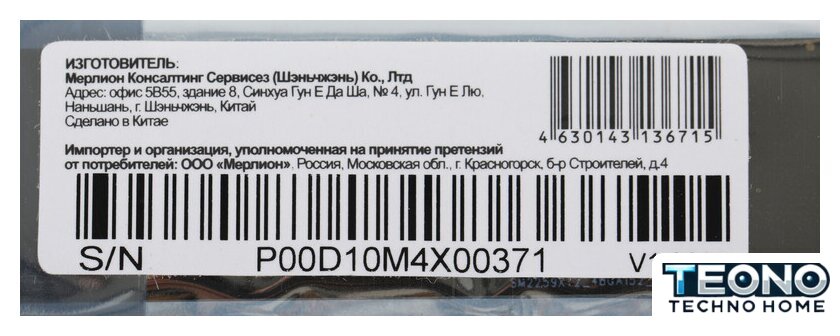 ИЗГОТОВИТЕЛЬ:
Мерлион Консалтинг Сервисез (Шэньчжэнь) Ко., Лтд
Адрес: офис 5В55, здание 8, Синхуа Гун Е Да Ша, № 4, ул. Гун Е Лю,
Наньшань, г. Шэньчжэнь, Китай
Сделано в Китае
4 630143 136715
Импортер и организация, уполномоченная на принятие претензий
от потребителей: ООО «Мерлион». Россия, Московская обл., г. Красногорск, б-р Строителей, д.4
S/N P00D10M4X00371
TEONO
TECHNO HOME